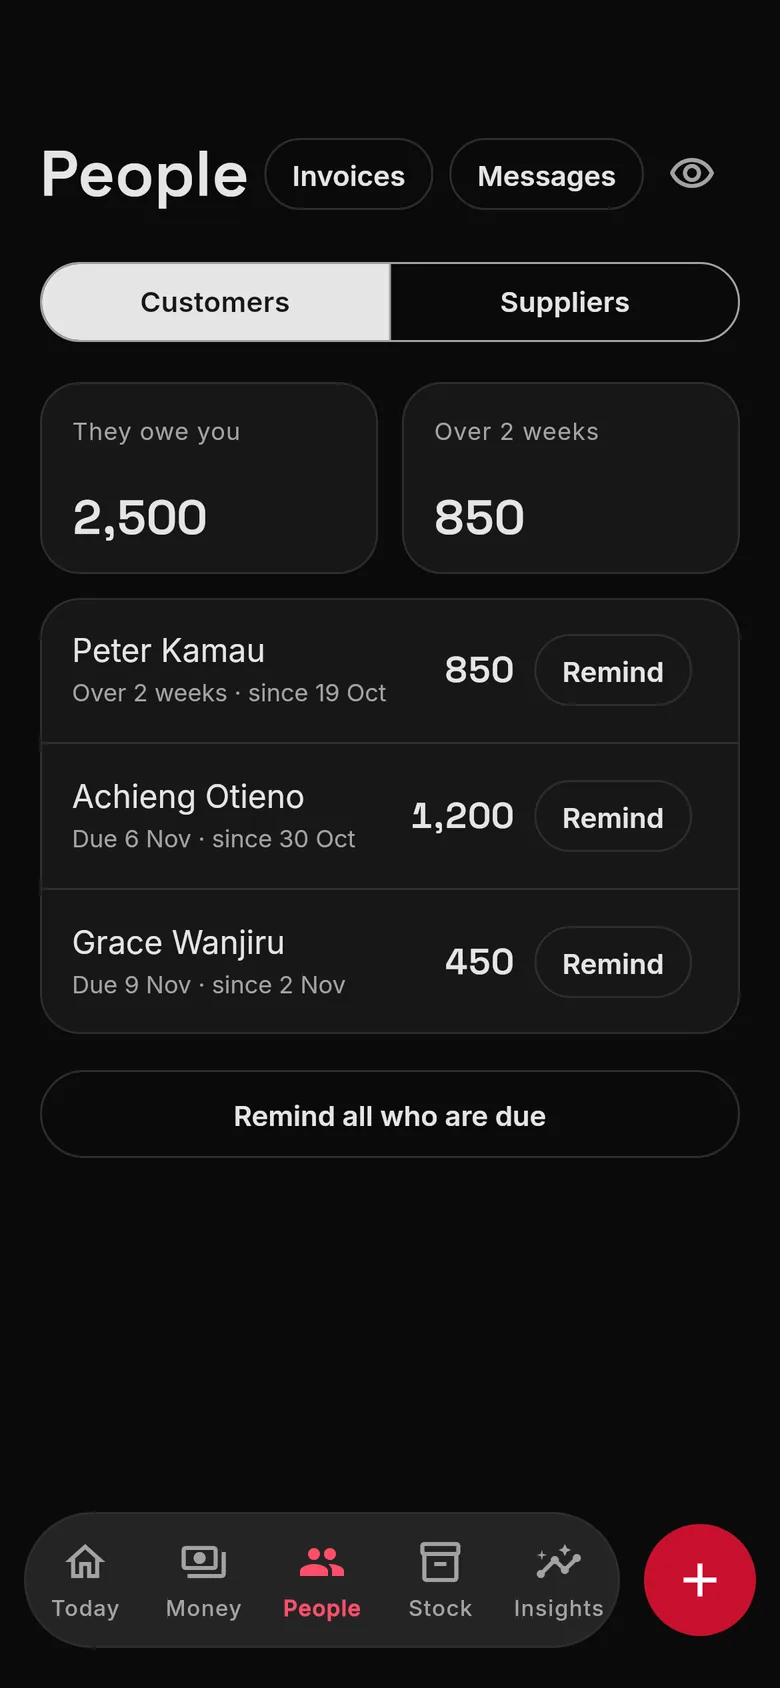 People
Invoices
Messages
Customers
Suppliers
They owe you
2,500
Over 2 weeks
850
Peter Kamau
Over 2 weeks · since 19 Oct
850
Remind
Achieng Otieno
Due 6 Nov · since 30 Oct
1,200
Remind
Grace Wanjiru
Due 9 Nov · since 2 Nov
450
Remind
Remind all who are due
Today
Money
People
Stock
Insights